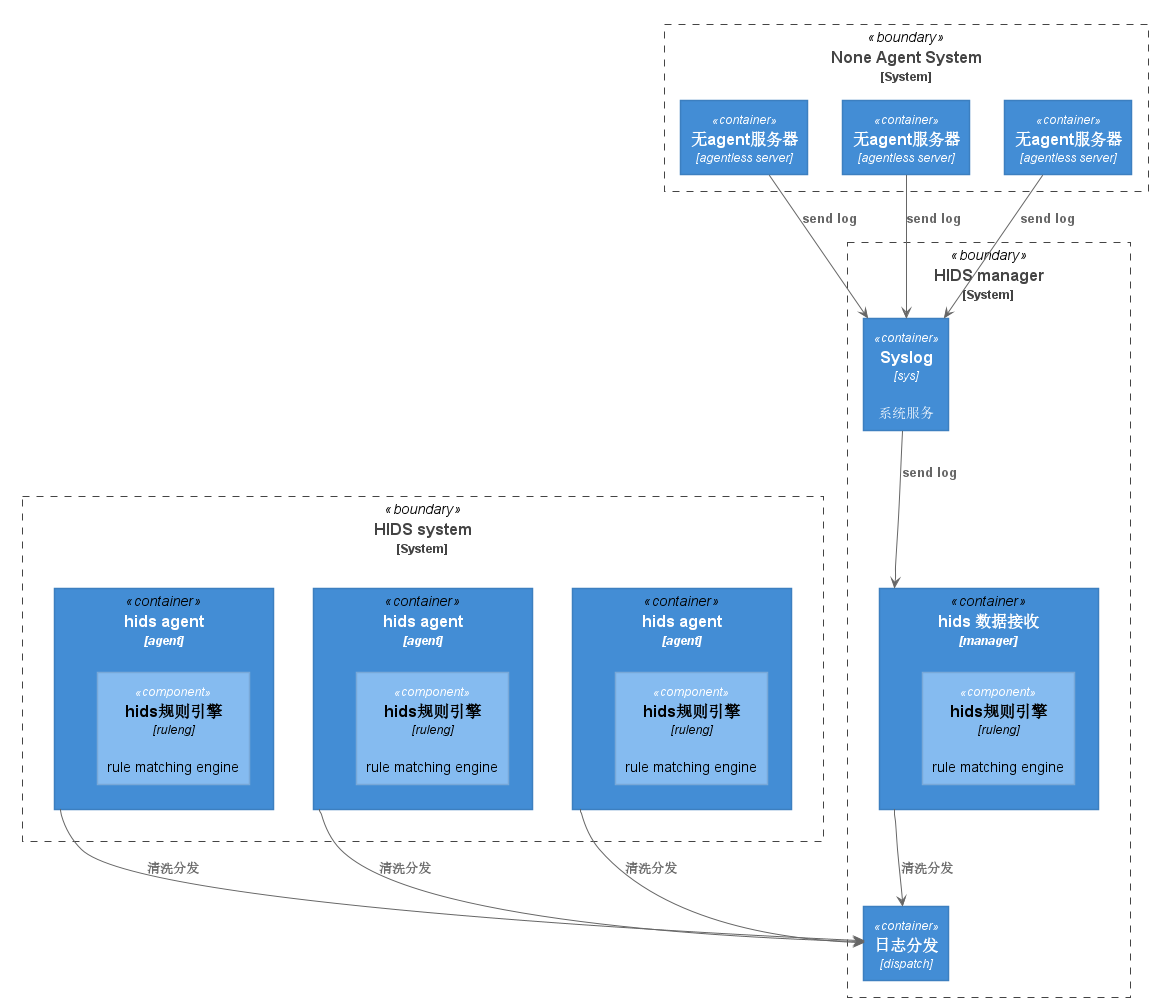 «boundary»
None Agent System
[System]
«container»
无agent服务器
[agentless server]
«container»
无agent服务器
[agentless server]
«container»
无agent服务器
[agentless server]
send log
send log
send log
«boundary»
HIDS manager
[System]
«container»
Syslog
[sys]
系统服务
send log
«boundary»
HIDS system
[System]
«container»
hids agent
[agent]
«component»
hids规则引擎
[ruleng]
rule matching engine
«container»
hids agent
[agent]
«component»
hids规则引擎
[ruleng]
rule matching engine
«container»
hids agent
[agent]
«component»
hids规则引擎
[ruleng]
rule matching engine
«container»
hids 数据接收
[manager]
«component»
hids规则引擎
[ruleng]
rule matching engine
清洗分发
清洗分发
清洗分发
清洗分发
«container»
日志分发
[dispatch]